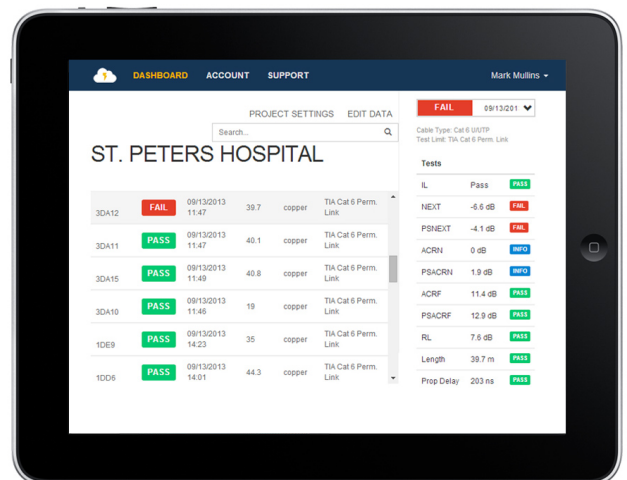 DASHBOARD ACCOUNT SUPPORT Mark Mullins
PROJECT SETTINGS EDIT DATA
Search...
ST. PETERS HOSPITAL
3DA12 FAIL 09/13/2013 11:47 39.7 copper TIA Cat 6 Perm. Link
3DA11 PASS 09/13/2013 11:47 40.1 copper TIA Cat 6 Perm. Link
3DA15 PASS 09/13/2013 11:49 40.8 copper TIA Cat 6 Perm. Link
3DA10 PASS 09/13/2013 11:46 19 copper TIA Cat 6 Perm. Link
1DE9 PASS 09/13/2013 14:23 35 copper TIA Cat 6 Perm. Link
1DD6 PASS 09/13/2013 14:01 44.3 copper TIA Cat 6 Perm. Link
FAIL 09/13/201
Cable Type: Cat 6 U/UTP
Test Limit: TIA Cat 6 Perm. Link
Tests
IL Pass PASS
NEXT -6.6 dB FAIL
PSNEXT -4.1 dB FAIL
ACRN 0 dB INFO
PSACRN 1.9 dB INFO
ACRF 11.4 dB PASS
PSACRF 12.9 dB PASS
RL 7.6 dB PASS
Length 39.7 m PASS
Prop Delay 203 ns PASS